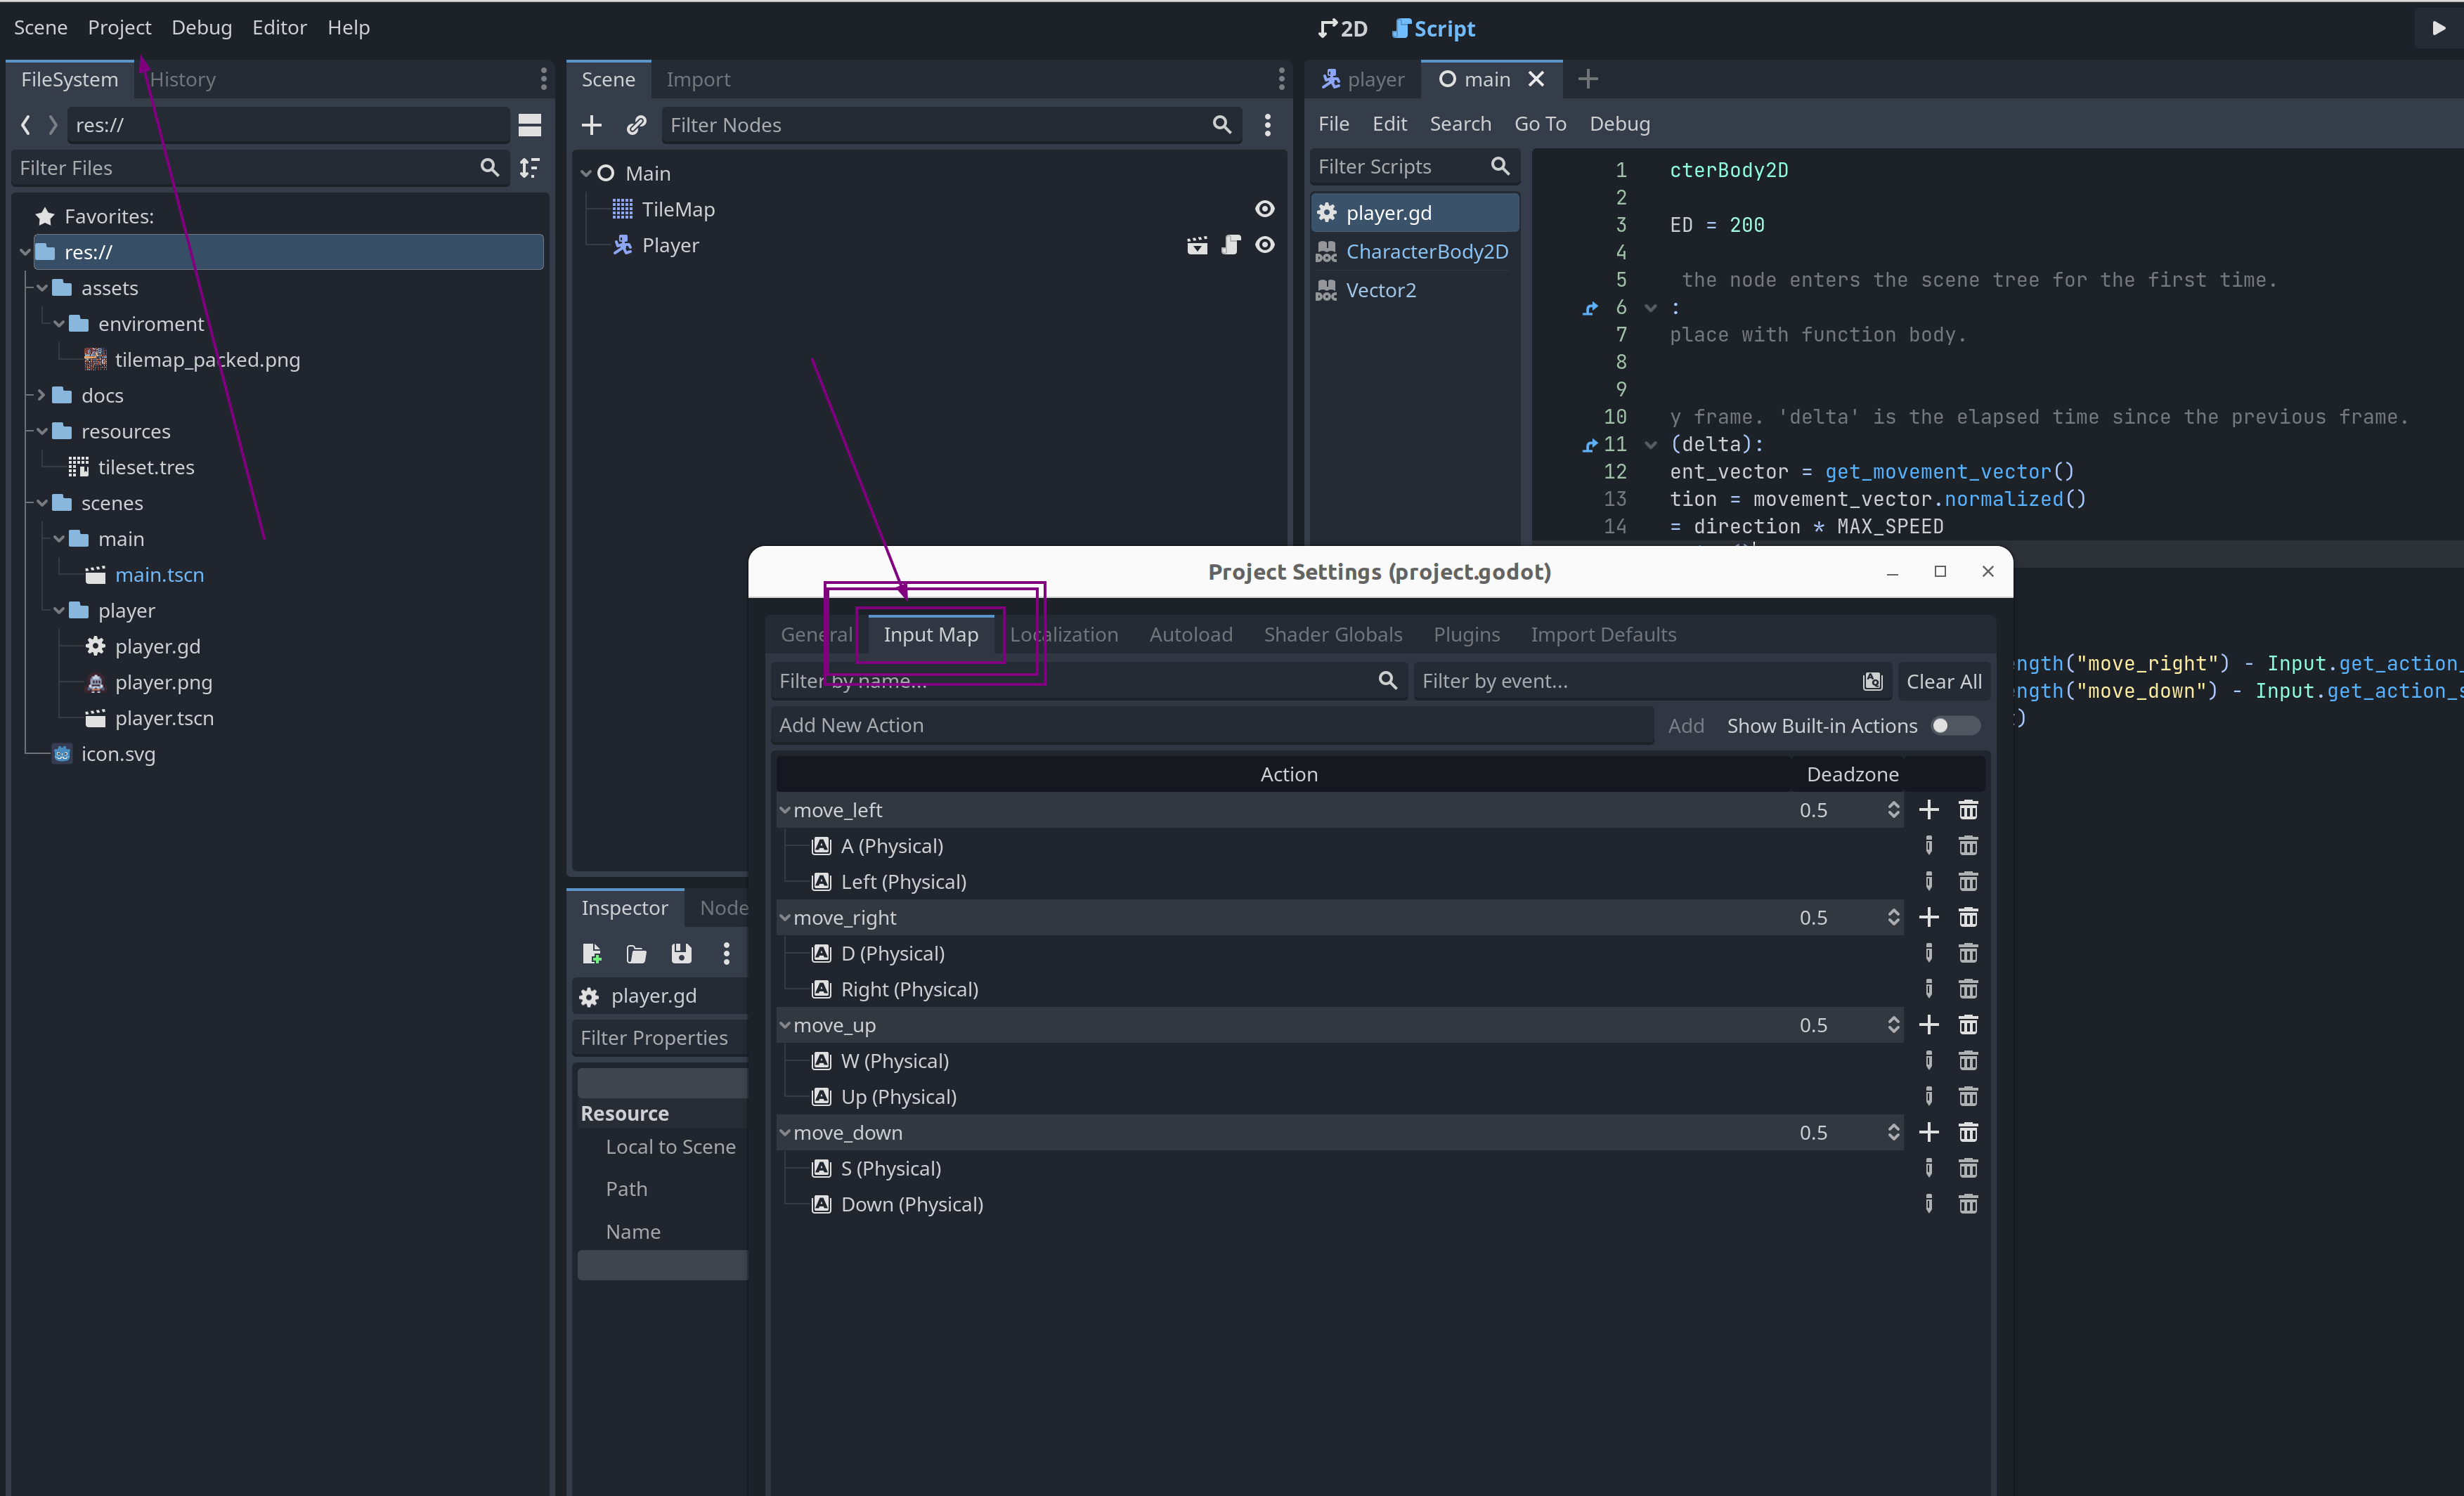 Scene Project Debug Editor Help
2D Script
FileSystem History
res://
Filter Files
Favorites:
res://
assets
enviroment
tilemap_packed.png
docs
resources
tileset.tres
scenes
main
main.tscn
player
player.gd
player.png
player.tscn
icon.svg
Scene Import
Filter Nodes
Main
TileMap
Player
Inspector Node
player.gd
Filter Properties
Resource
Local to Scene
Path
Name
player main
File Edit Search Go To Debug
Filter Scripts
player.gd
DOC CharacterBody2D
DOC Vector2
1 cterBody2D
2
3 ED = 200
4
5 the node enters the scene tree for the first time.
6 :
7 place with function body.
8
9
10 y frame. 'delta' is the elapsed time since the previous frame.
11 (delta):
12 ent_vector = get_movement_vector()
13 tion = movement_vector.normalized()
14 = direction * MAX_SPEED
ngth("move_right") - Input.get_action_
ngth("move_down") - Input.get_action_s
)
Project Settings (project.godot)
General Input Map Localization Autoload Shader Globals Plugins Import Defaults
Filter by name... Filter by event... Clear All
Add New Action Add Show Built-in Actions
Action Deadzone
move_left 0.5
A (Physical)
Left (Physical)
move_right 0.5
D (Physical)
Right (Physical)
move_up 0.5
W (Physical)
Up (Physical)
move_down 0.5
S (Physical)
Down (Physical)